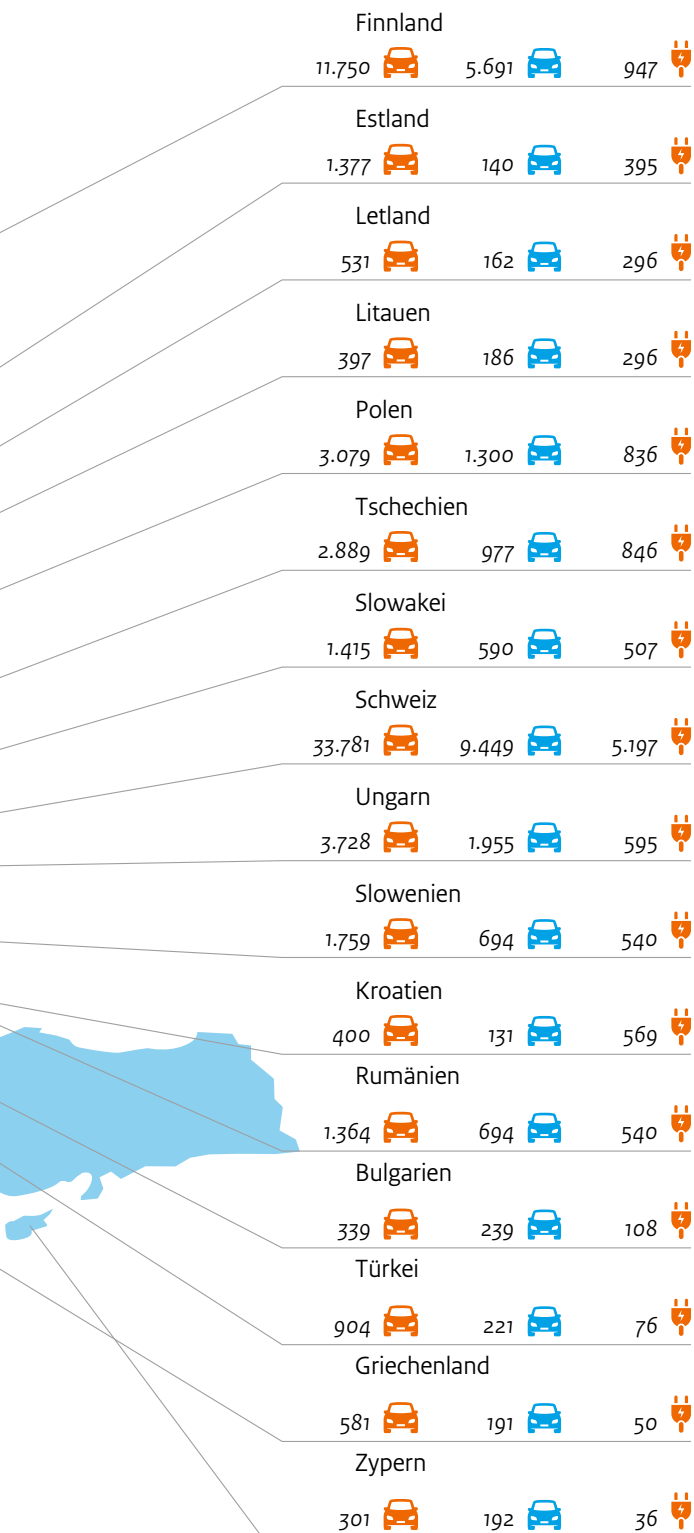 Finnland
11.750 5.691 947
Estland
1.377 140 395
Letland
531 162 296
Litauen
397 186 296
Polen
3.079 1.300 836
Tschechien
2.889 977 846
Slowakei
1.415 590 507
Schweiz
33.781 9.449 5.197
Ungarn
3.728 1.955 595
Slowenien
1.759 694 540
Kroatien
400 131 569
Rumänien
1.364 694 540
Bulgarien
339 239 108
Türkei
904 221 76
Griechenland
581 191 50
Zypern
301 192 36